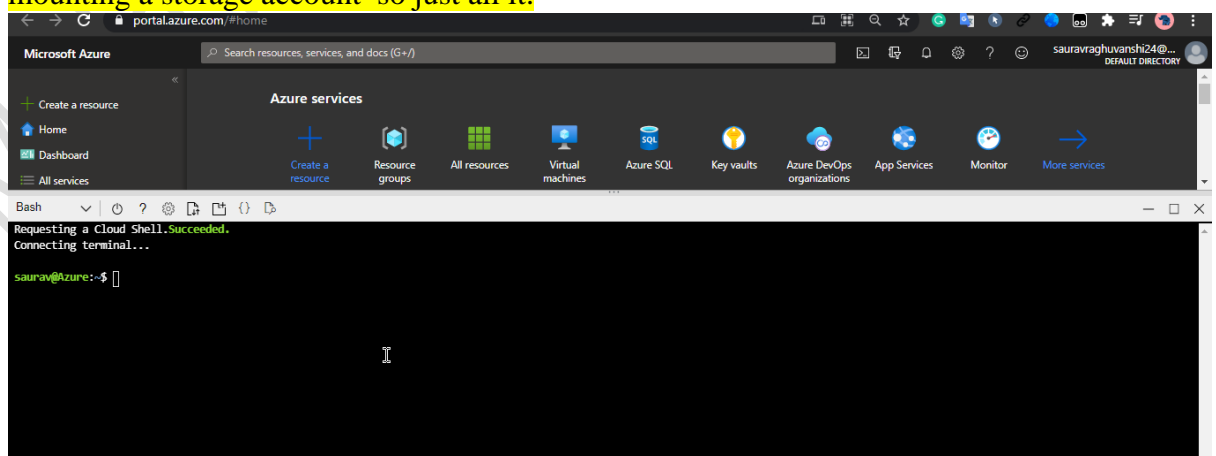 mounting a storage account so just all it.
portal.azure.com/#home
Microsoft Azure
Search resources, services, and docs (G+/)
sauravraghuvanshi24@...
DEFAULT DIRECTORY
Create a resource
Home
Dashboard
All services
Azure services
Create a resource
Resource groups
All resources
Virtual machines
Azure SQL
Key vaults
Azure DevOps organizations
App Services
Monitor
More services
Bash
Requesting a Cloud Shell.Succeeded.
Connecting terminal...
saurav@Azure:~$